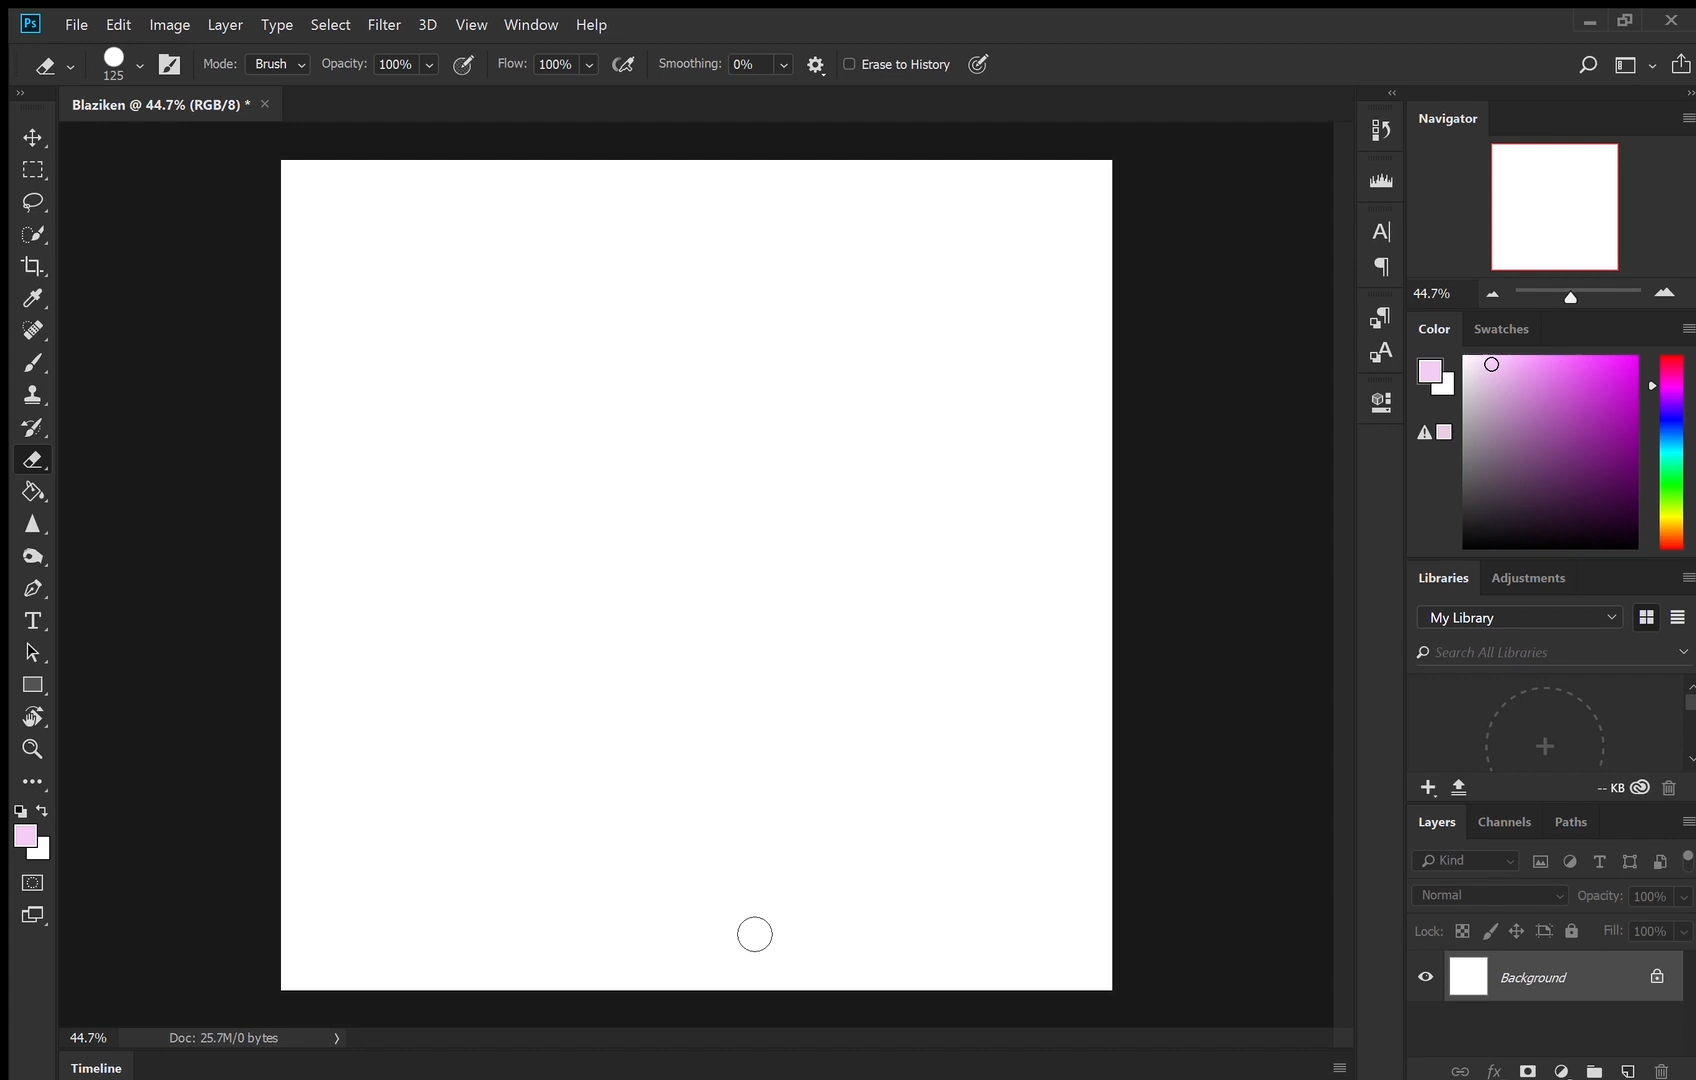 Ps File Edit Image Layer Type Select Filter 3D View Window Help
125 Mode: Brush Opacity: 100% Flow: 100% Smoothing: 0% Erase to History
Blaziken @ 44.7% (RGB/8) * ×
Navigator
44.7%
Color Swatches
Libraries Adjustments
My Library
Search All Libraries
-- KB
Layers Channels Paths
Kind
Normal Opacity: 100%
Lock: Fill: 100%
Background
fx
44.7% Doc: 25.7M/0 bytes
Timeline